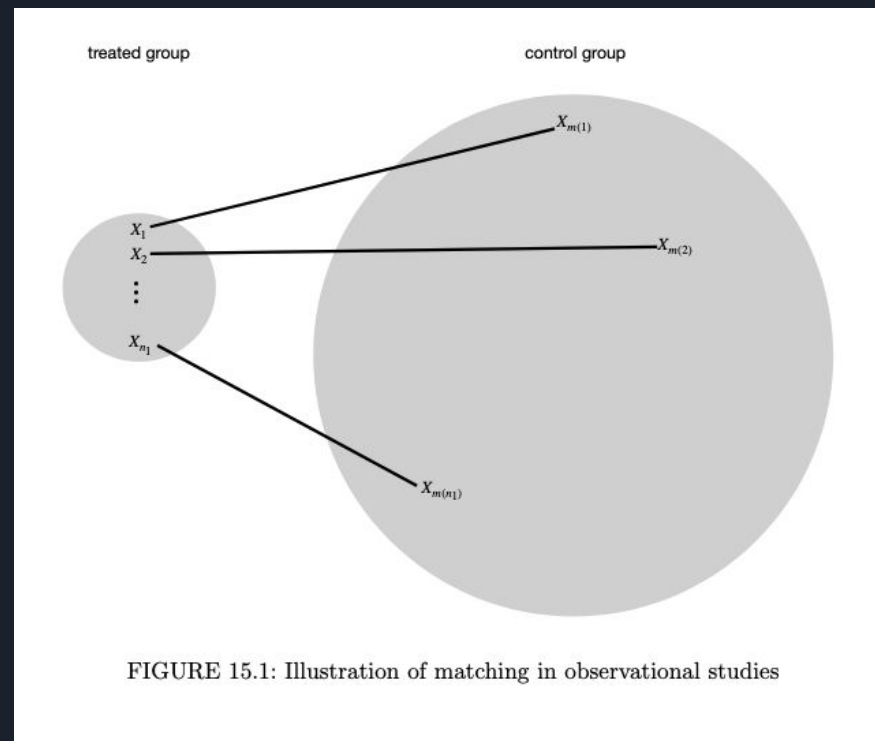 treated group
control group
X_{m(1)}
X_1
X_2
X_{m(2)}
⋮
X_{n_1}
X_{m(n_1)}
FIGURE 15.1: Illustration of matching in observational studies